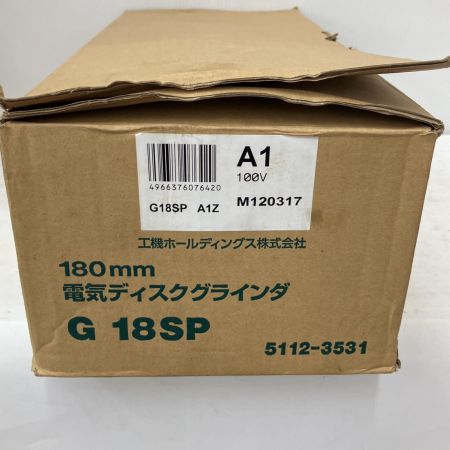 A1
100V
4966376076420
G18SP A1Z M120317
工機ホールディングス株式会社
180mm
電気ディスクグラインダ
G 18SP
5112-3531